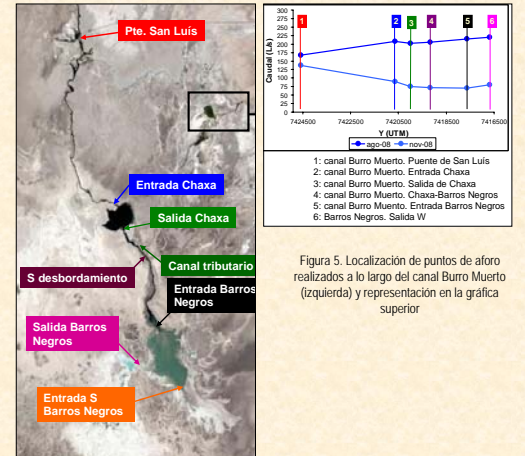 Pte. San Luís
Entrada Chaxa
Salida Chaxa
Canal tributario
S desbordamiento
Entrada Barros
Negros
Salida Barros
Negros
Entrada S
Barros Negros
Caudal (L/s)
300
275
250
225
200
175
150
125
100
75
50
25
0
1
2
3
4
5
6
7424500
7422500
7420500
7418500
7416500
Y (UTM)
ago-08
nov-08
1: canal Burro Muerto. Puente de San Luís
2: canal Burro Muerto. Entrada Chaxa
3: canal Burro Muerto. Salida de Chaxa
4: canal Burro Muerto. Chaxa-Barros Negros
5: canal Burro Muento. Entrada Barros Negros
6: Barros Negros. Salida W
Figura 5. Localización de puntos de aforo
realizados a lo largo del canal Burro Muerto
(izquierda) y representación en la gráfica
superior